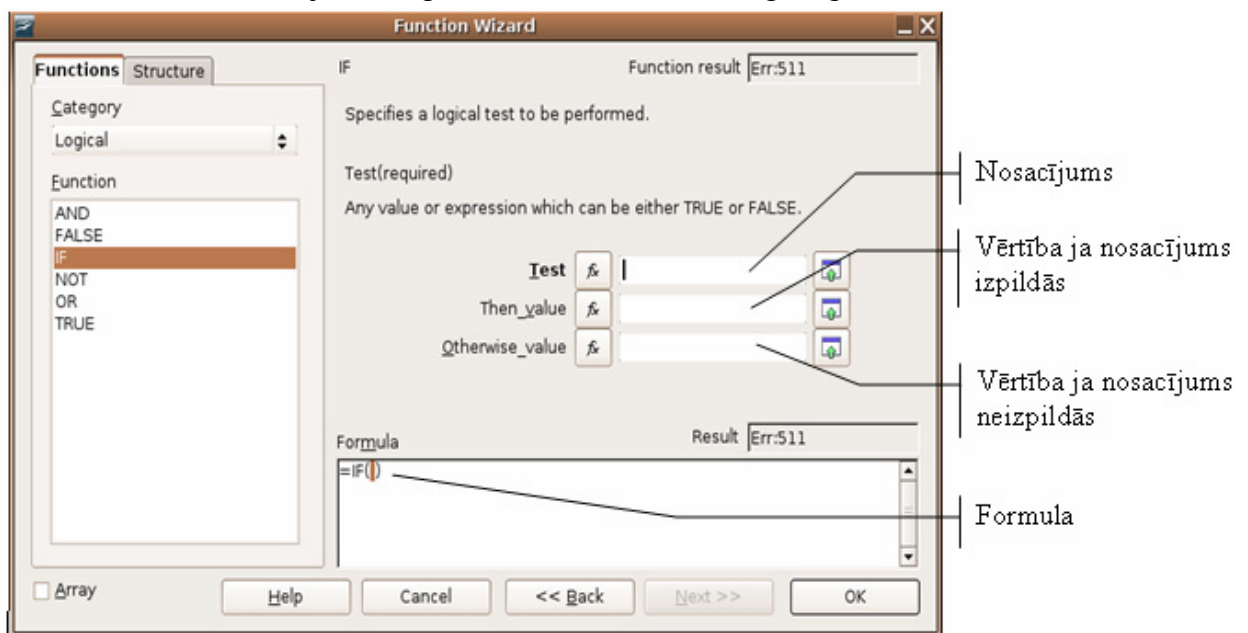 Function Wizard
Functions Structure
IF
Function result Err:511
Category
Logical
Specifies a logical test to be performed.
Function
AND
FALSE
IF
NOT
OR
TRUE
Test(required)
Any value or expression which can be either TRUE or FALSE.
Test
Then_value
Otherwise_value
Formula
Result Err:511
=IF()
Array
Help
Cancel
<< Back
Next >>
OK
Nosacījums
Vērtība ja nosacījums
izpildās
Vērtība ja nosacījums
neizpildās
Formula